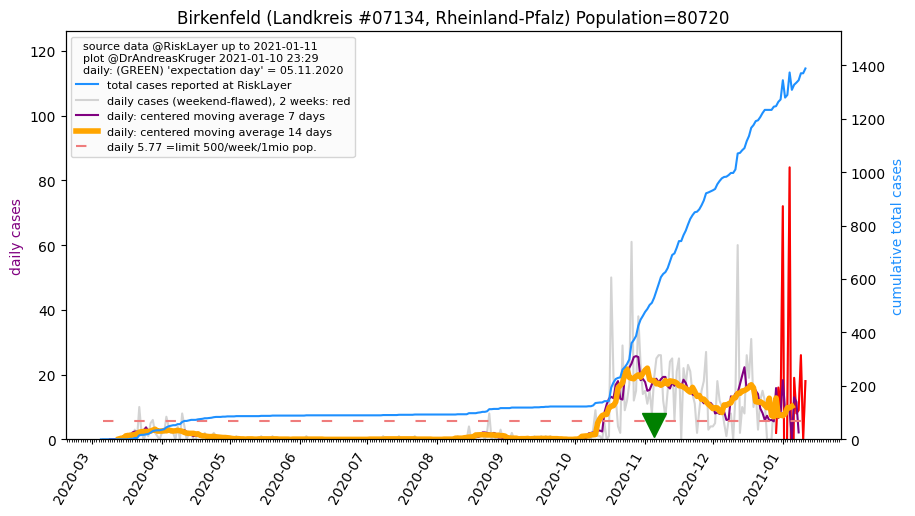 Birkenfeld (Landkreis #07134, Rheinland-Pfalz) Population=80720
source data @RiskLayer up to 2021-01-11
plot @DrAndreasKruger 2021-01-10 23:29
daily: (GREEN) 'expectation day' = 05.11.2020
total cases reported at RiskLayer
daily cases (weekend-flawed), 2 weeks: red
daily: centered moving average 7 days
daily: centered moving average 14 days
daily 5.77 =limit 500/week/1mio pop.
daily cases
120
100
80
60
40
20
0
cumulative total cases
1400
1200
1000
800
600
400
200
0
2020-03
2020-04
2020-05
2020-06
2020-07
2020-08
2020-09
2020-10
2020-11
2020-12
2021-01